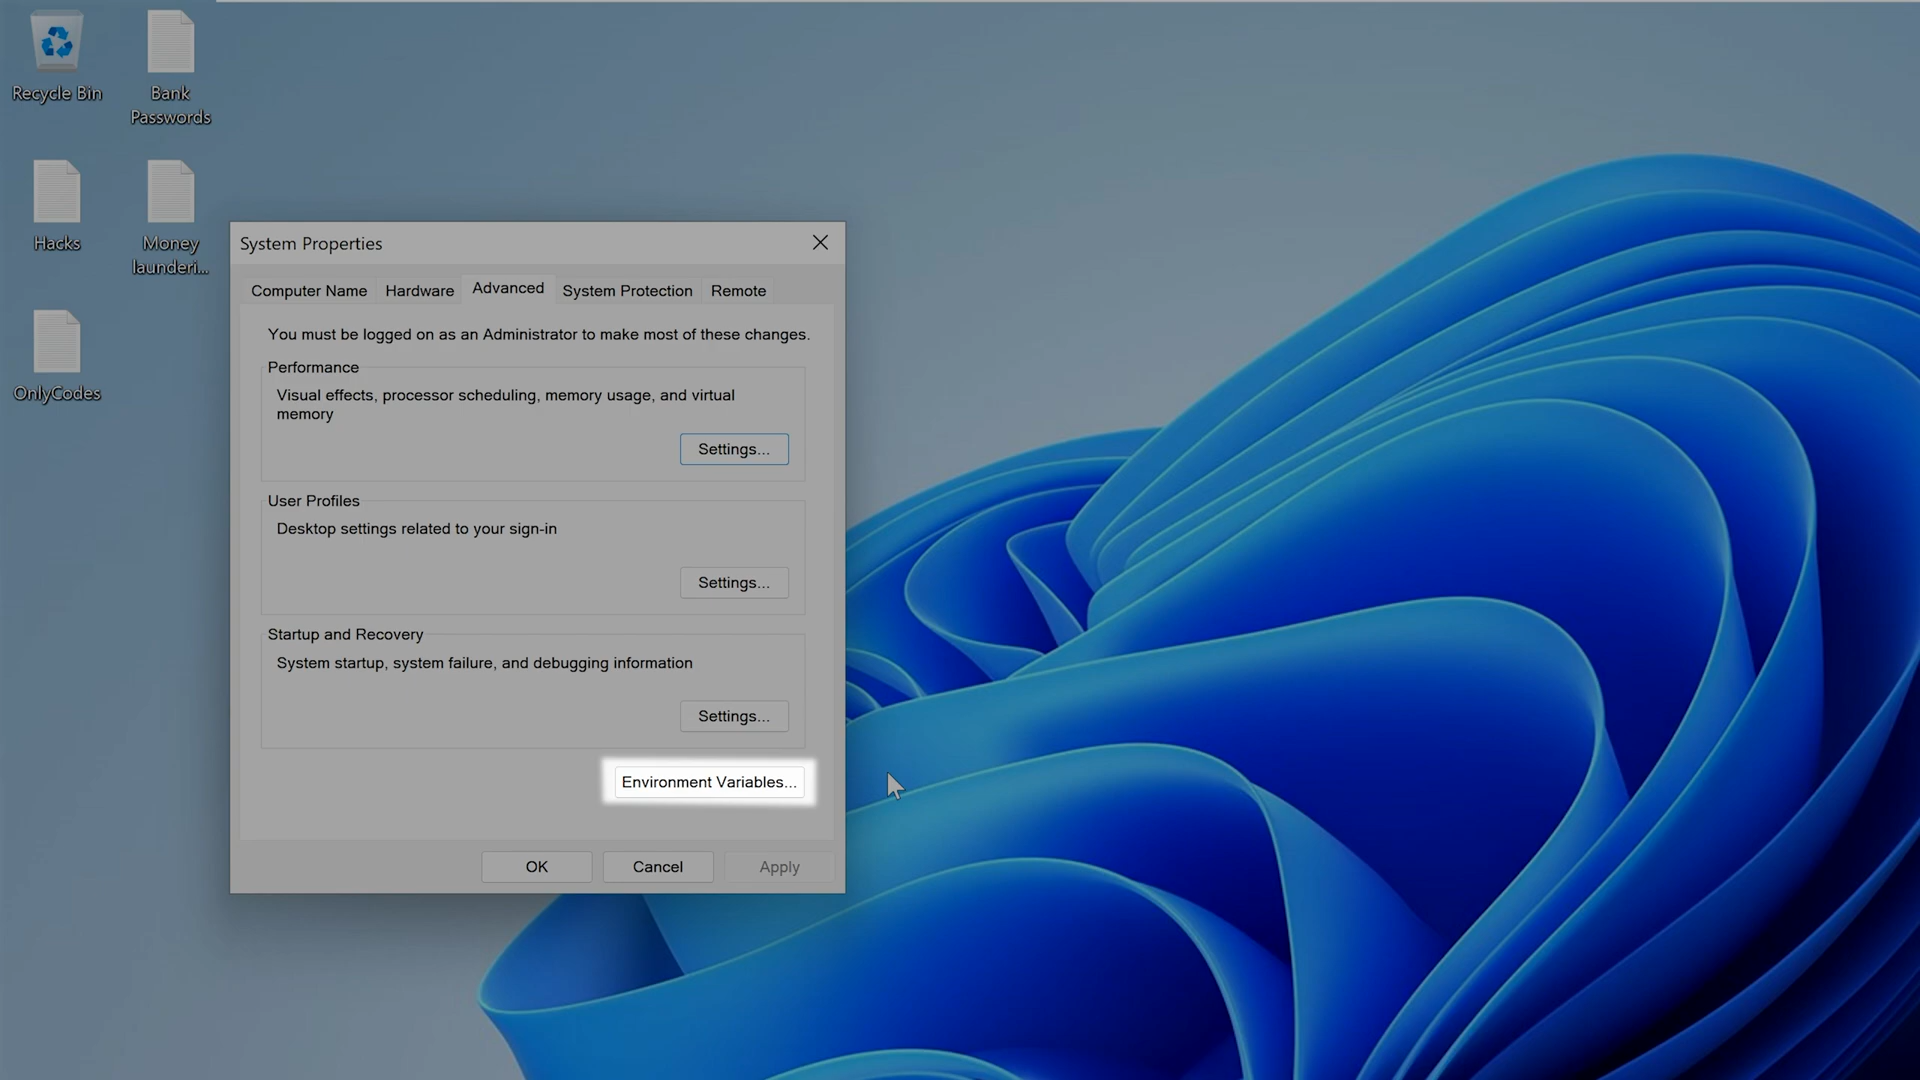 Recycle Bin
Bank
Passwords
Hacks
Money
launderi...
OnlyCodes
System Properties
Computer Name
Hardware
Advanced
System Protection
Remote
You must be logged on as an Administrator to make most of these changes.
Performance
Visual effects, processor scheduling, memory usage, and virtual
memory
Settings...
User Profiles
Desktop settings related to your sign-in
Settings...
Startup and Recovery
System startup, system failure, and debugging information
Settings...
Environment Variables...
OK
Cancel
Apply